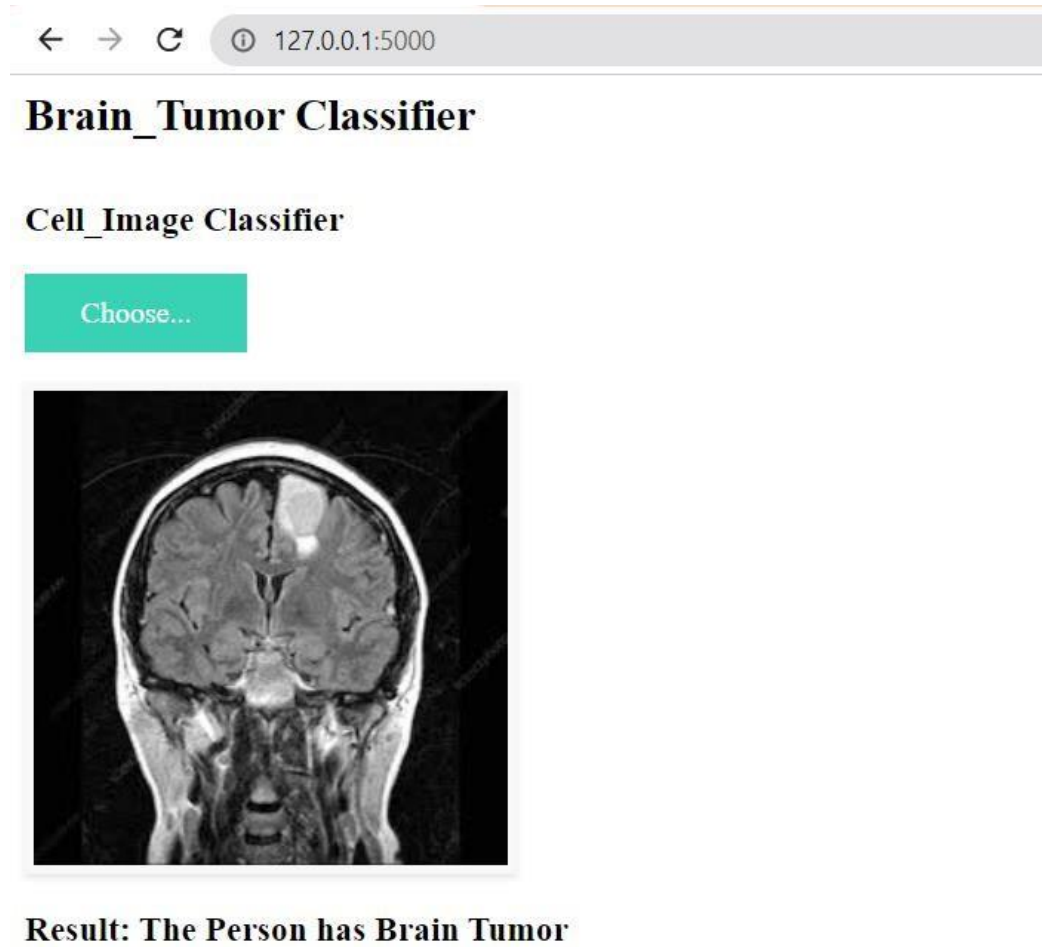 127.0.0.1:5000
Brain_Tumor Classifier
Cell_Image Classifier
Choose...
Result: The Person has Brain Tumor